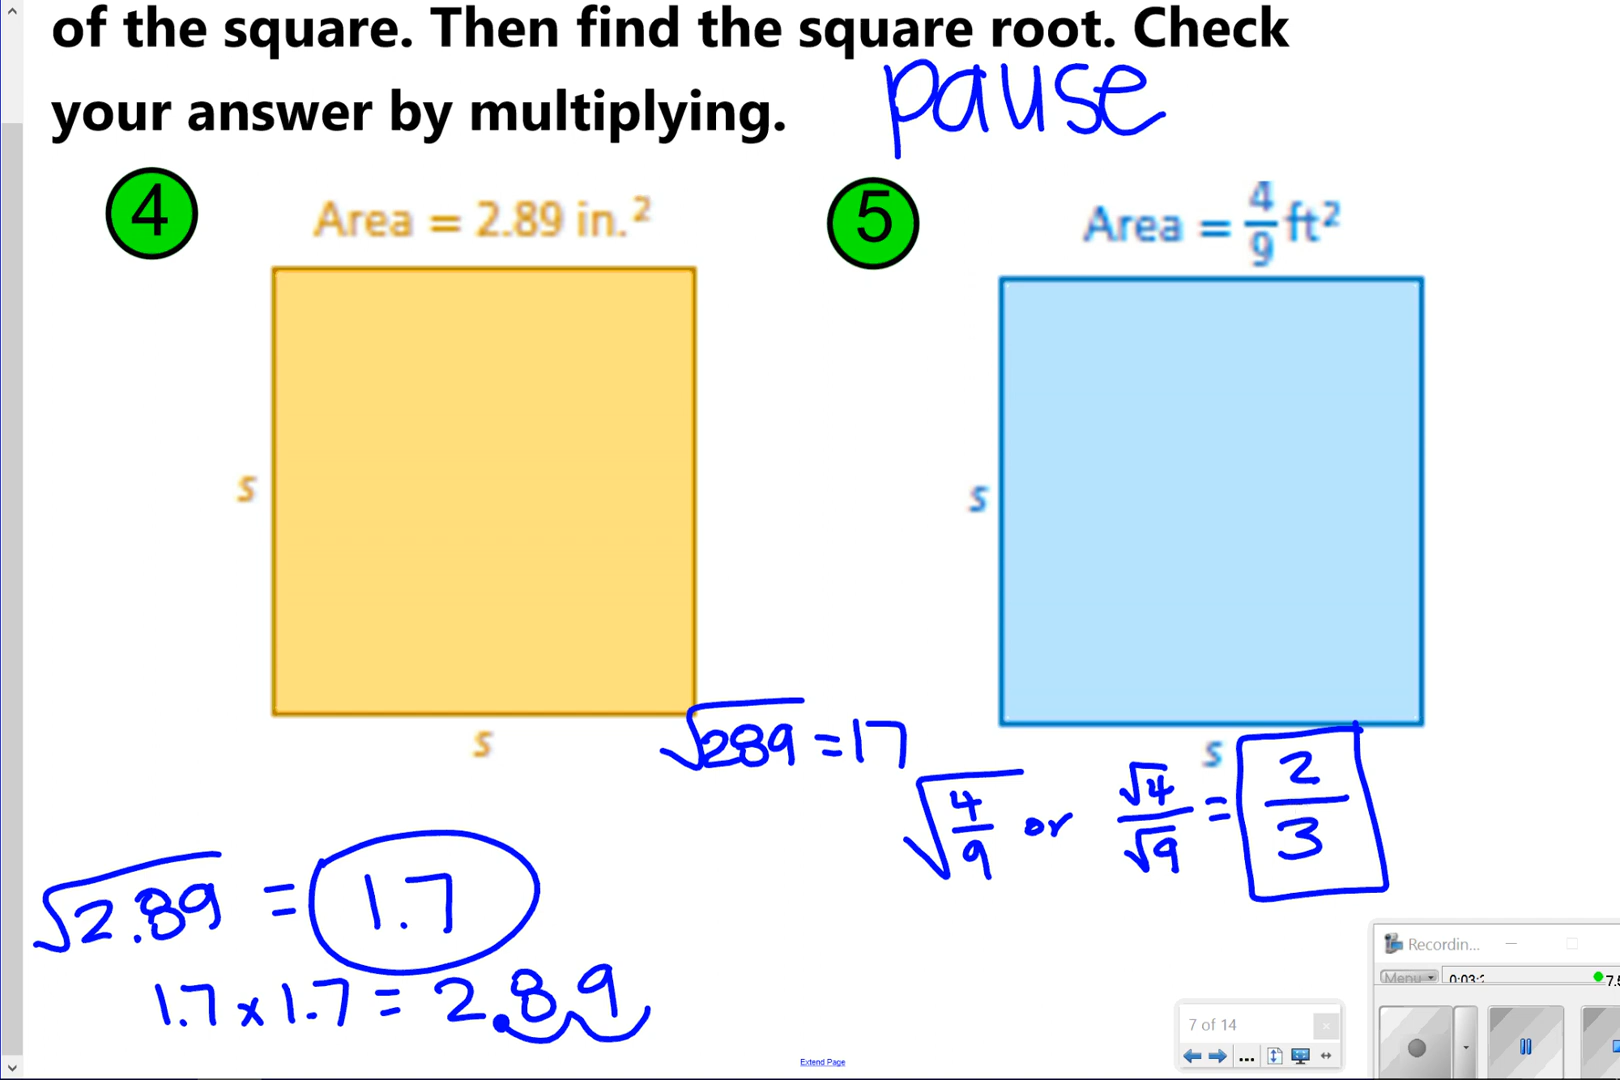 of the square. Then find the square root. Check
your answer by multiplying.
pause
4
Area = 2.89 in.²
5
Area = 4/9 ft²
s
s
s
s
√289 = 17
√2.89 = 1.7
1.7 x 1.7 = 2.89
√4/9 or √4/√9 = 2/3
Recordin...
Menu
7 of 14
Extend Page